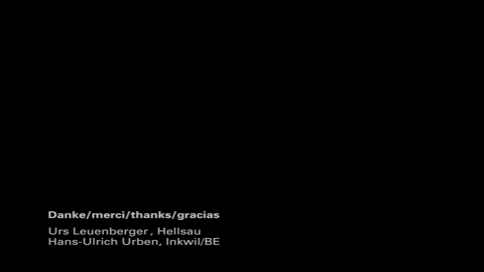 Danke/merci/thanks/gracias
Urs Leuenberger , Hellsau
Hans-Ulrich Urben, Inkwil/BE